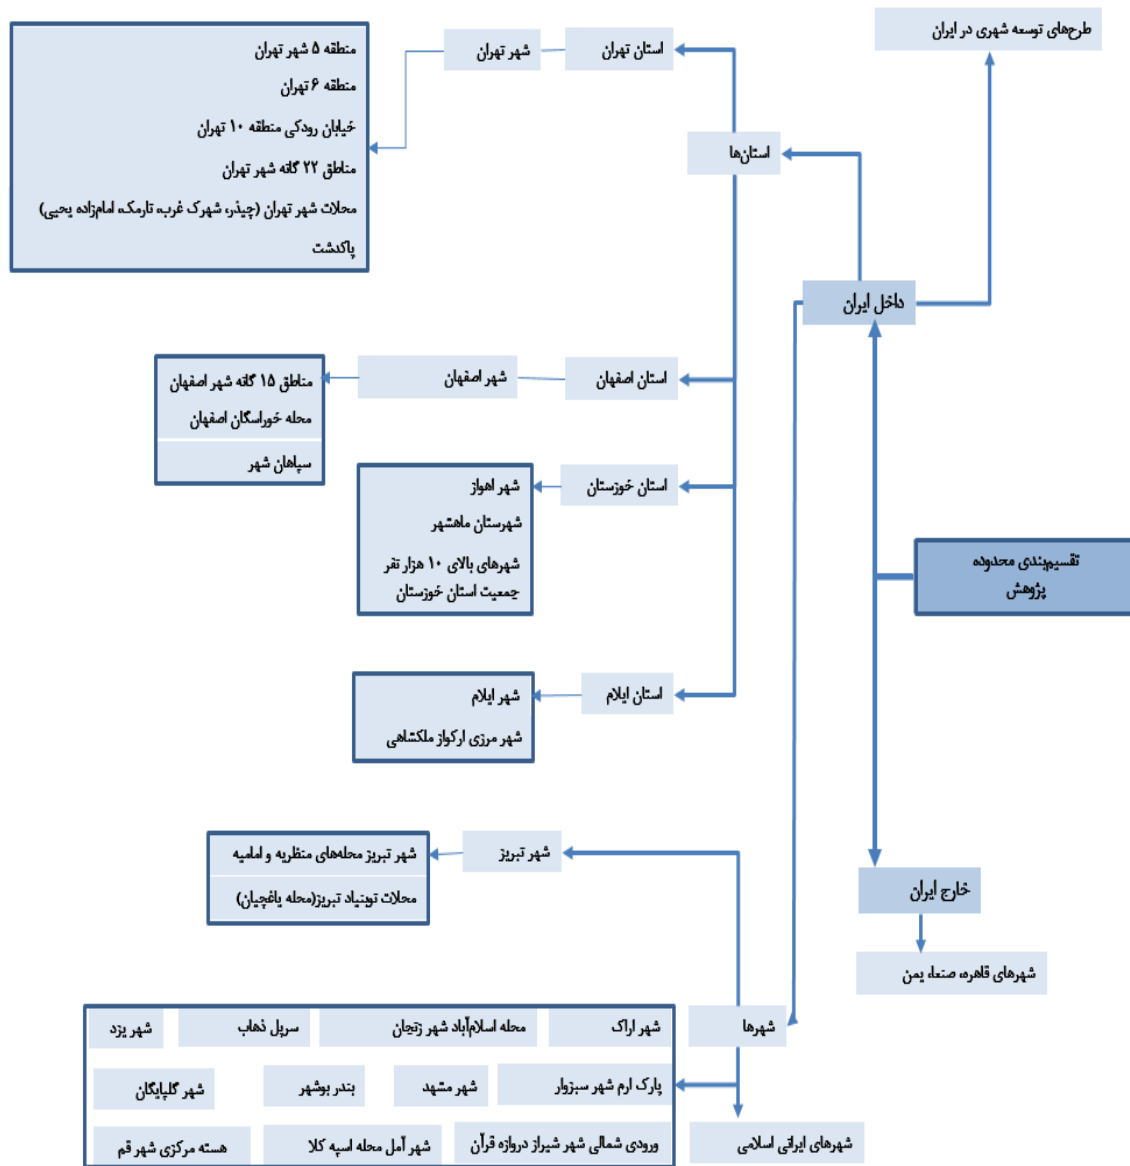 تقسیم‌بندی محدوده
پژوهش
داخل ایران
طرح‌های توسعه شهری در ایران
استان‌ها
استان تهران
شهر تهران
منطقه ۵ شهر تهران
منطقه ۶ تهران
خیابان رودکی منطقه ۱۰ تهران
مناطق ۲۲ گانه شهر تهران
محلات شهر تهران (چیذر، شهرک غرب، تارمک، امام‌زاده یحیی)
پاکدشت
استان اصفهان
شهر اصفهان
مناطق ۱۵ گانه شهر اصفهان
محله خوراسگان اصفهان
سپاهان شهر
استان خوزستان
شهر اهواز
شهرستان ماهشهر
شهرهای بالای ۱۰ هزار نفر
جمعیت استان خوزستان
استان ایلام
شهر ایلام
شهر مرزی ارکواز ملکشاهی
شهرها
شهر تبریز
شهر تبریز محله‌های منظریه و امامیه
محلات نوبنیاد تبریز(محله یاغچیان)
شهر اراک
محله اسلام‌آباد شهر زنجان
سرپل ذهاب
شهر یزد
پارک ارم شهر سبزوار
شهر مشهد
بندر بوشهر
شهر گلپایگان
ورودی شمالی شهر شیراز دروازه قرآن
شهر آمل محله اسپه کلا
هسته مرکزی شهر قم
شهرهای ایرانی اسلامی
خارج ایران
شهرهای قاهره، صنعا، یمن